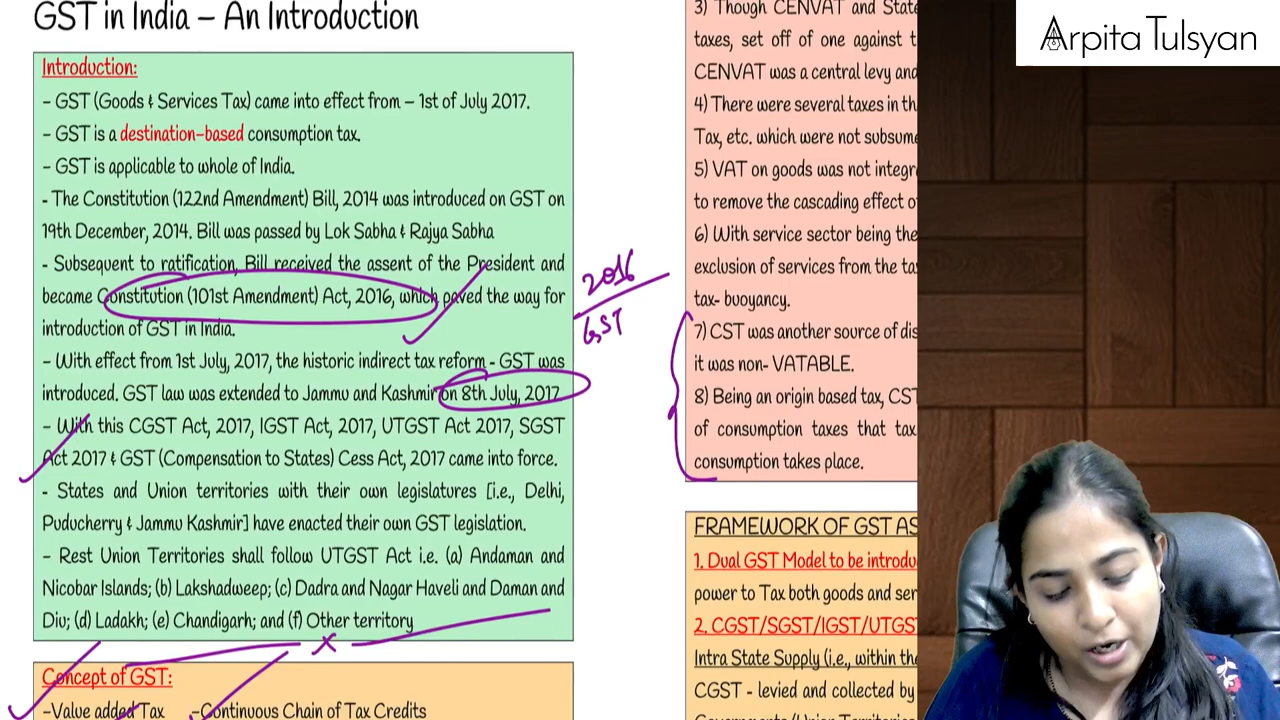 GST in India – An Introduction
Introduction:
- GST (Goods & Services Tax) came into effect from – 1st of July 2017.
- GST is a destination-based consumption tax.
- GST is applicable to whole of India.
- The Constitution (122nd Amendment) Bill, 2014 was introduced on GST on
19th December, 2014. Bill was passed by Lok Sabha & Rajya Sabha
- Subsequent to ratification, Bill received the assent of the President and
became Constitution (101st Amendment) Act, 2016, which paved the way for
introduction of GST in India.
- With effect from 1st July, 2017, the historic indirect tax reform - GST was
introduced. GST law was extended to Jammu and Kashmir on 8th July, 2017
- With this CGST Act, 2017, IGST Act, 2017, UTGST Act 2017, SGST
Act 2017 & GST (Compensation to States) Cess Act, 2017 came into force.
- States and Union territories with their own legislatures [i.e., Delhi,
Puducherry & Jammu Kashmir] have enacted their own GST legislation.
- Rest Union Territories shall follow UTGST Act i.e. (a) Andaman and
Nicobar Islands; (b) Lakshadweep; (c) Dadra and Nagar Haveli and Daman and
Diu; (d) Ladakh; (e) Chandigarh; and (f) Other territory
Concept of GST:
-Value added Tax -Continuous Chain of Tax Credits
2016
GST
3) Though CENVAT and State
taxes, set off of one against t
CENVAT was a central levy and
4) There were several taxes in th
Tax, etc. which were not subsume
5) VAT on goods was not integr
to remove the cascading effect o
6) With service sector being the
exclusion of services from the ta
tax- buoyancy.
7) CST was another source of dis
it was non- VATABLE.
8) Being an origin based tax, CST
of consumption taxes that tax
consumption takes place.
FRAMEWORK OF GST AS
1. Dual GST Model to be introdu
power to Tax both goods and ser
2. CGST/SGST/IGST/UTGST
Intra State Supply (i.e., within the
CGST - levied and collected by
Arpita Tulsyan